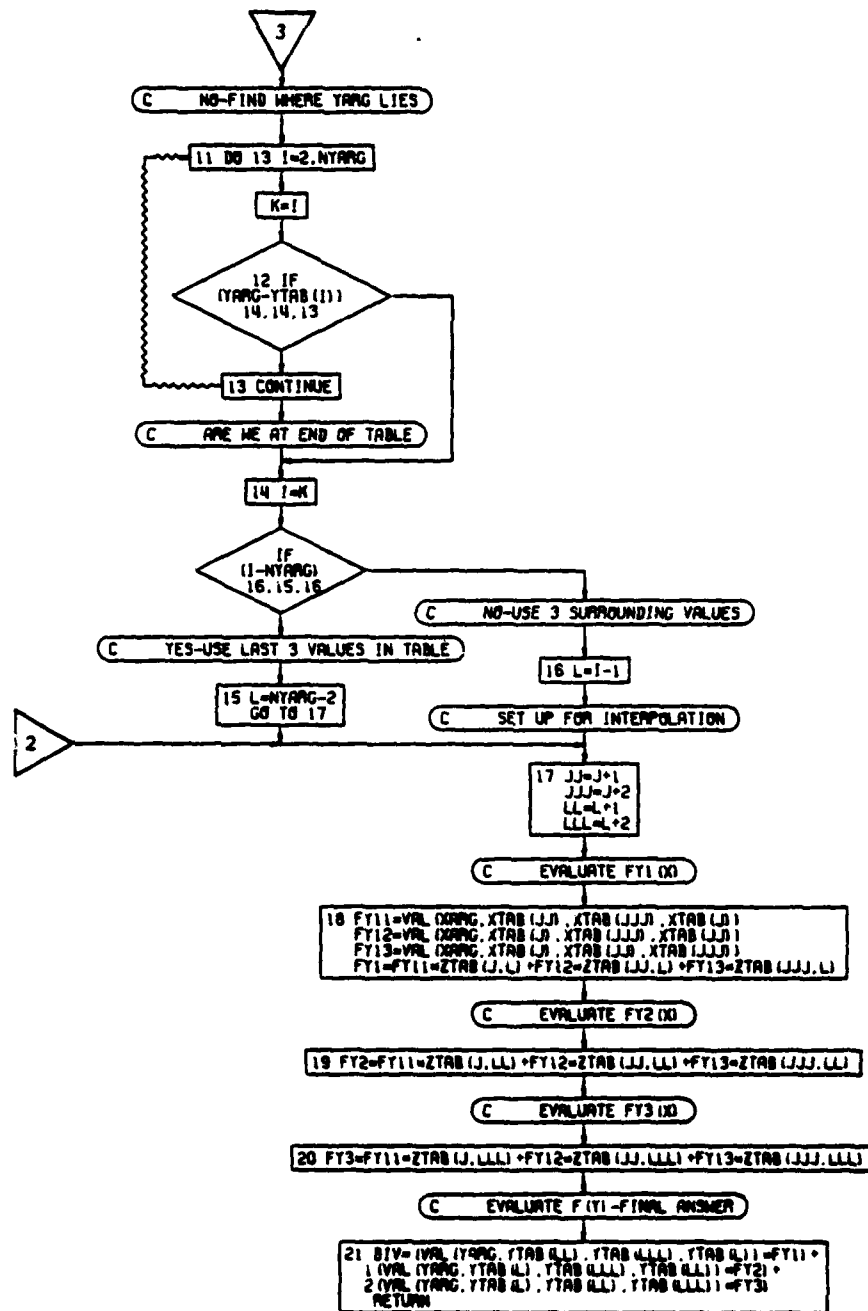 3
C NO-FIND WHERE YARG LIES
11 DO 13 I=2,NYARG
K=I
12 IF
(YARG-YTAB(I))
14,14,13
13 CONTINUE
C ARE WE AT END OF TABLE
14 I=K
IF
(I-NYARG)
16,15,16
C NO-USE 3 SURROUNDING VALUES
C YES-USE LAST 3 VALUES IN TABLE
16 L=I-1
15 L=NYARG-2
GO TO 17
C SET UP FOR INTERPOLATION
2
17 JJ=J+1
JJJ=J+2
LL=L+1
LLL=L+2
C EVALUATE FY1(X)
18 FY11=VAL(XARG,XTAB(JJ),XTAB(JJJ),XTAB(J))
FY12=VAL(XARG,XTAB(J),XTAB(JJJ),XTAB(JJ))
FY13=VAL(XARG,XTAB(J),XTAB(JJ),XTAB(JJJ))
FY1=FY11*ZTAB(J,L)+FY12*ZTAB(JJ,L)+FY13*ZTAB(JJJ,L)
C EVALUATE FY2(X)
19 FY2=FY11*ZTAB(J,LL)+FY12*ZTAB(JJ,LL)+FY13*ZTAB(JJJ,LL)
C EVALUATE FY3(X)
20 FY3=FY11*ZTAB(J,LLL)+FY12*ZTAB(JJ,LLL)+FY13*ZTAB(JJJ,LLL)
C EVALUATE F(Y)-FINAL ANSWER
21 BIV=(VAL(YARG,YTAB(LL),YTAB(LLL),YTAB(L))*FY1)+
1(VAL(YARG,YTAB(L),YTAB(LLL),YTAB(LL))*FY2)+
2(VAL(YARG,YTAB(L),YTAB(LL),YTAB(LLL))*FY3)
RETURN